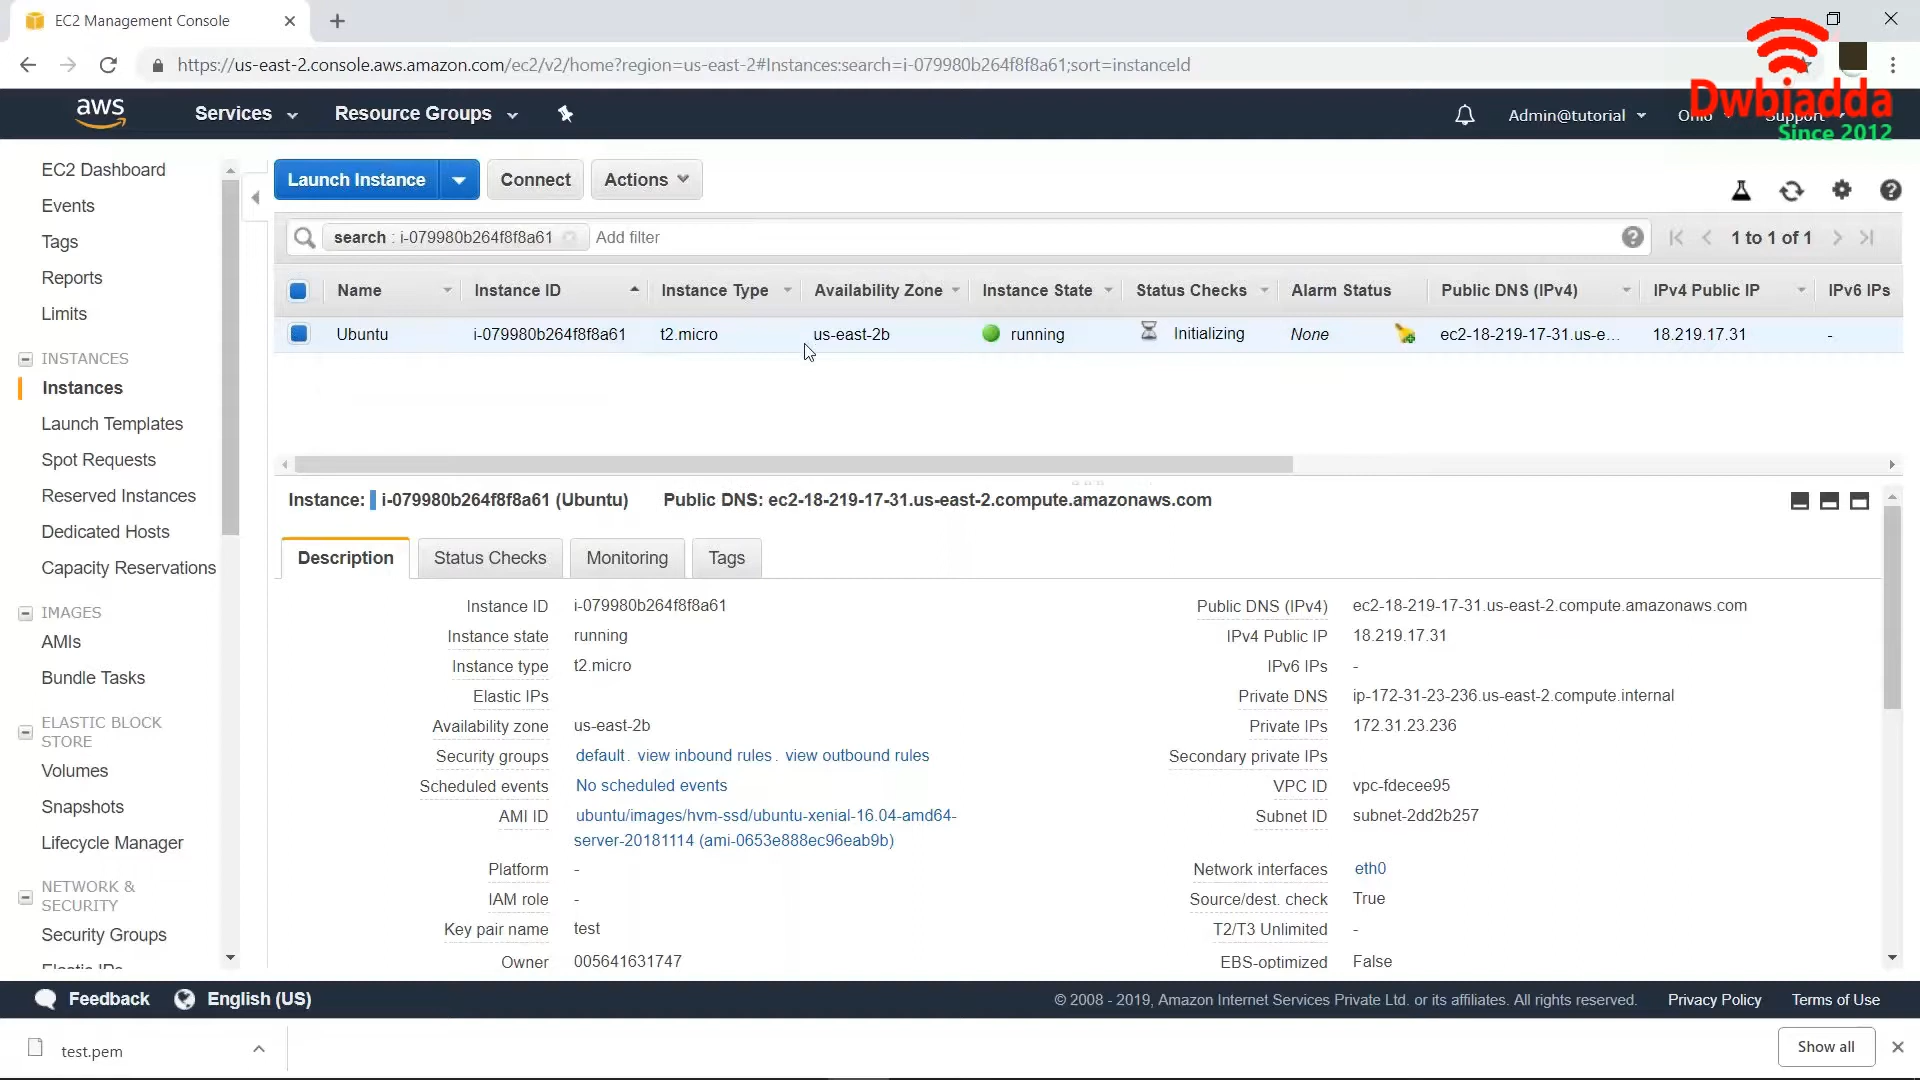 EC2 Management Console
https://us-east-2.console.aws.amazon.com/ec2/v2/home?region=us-east-2#Instances:search=i-079980b264f8f8a61;sort=instanceId
Dwbiadda
Since 2012
aws Services Resource Groups Admin@tutorial Ohio Support
EC2 Dashboard
Events
Tags
Reports
Limits
INSTANCES
Instances
Launch Templates
Spot Requests
Reserved Instances
Dedicated Hosts
Capacity Reservations
IMAGES
AMIs
Bundle Tasks
ELASTIC BLOCK
STORE
Volumes
Snapshots
Lifecycle Manager
NETWORK &
SECURITY
Security Groups
Elastic IPs
Launch Instance Connect Actions
search : i-079980b264f8f8a61 Add filter 1 to 1 of 1
Name Instance ID Instance Type Availability Zone Instance State Status Checks Alarm Status Public DNS (IPv4) IPv4 Public IP IPv6 IPs
Ubuntu i-079980b264f8f8a61 t2.micro us-east-2b running Initializing None ec2-18-219-17-31.us-e... 18.219.17.31 -
Instance: i-079980b264f8f8a61 (Ubuntu) Public DNS: ec2-18-219-17-31.us-east-2.compute.amazonaws.com
Description Status Checks Monitoring Tags
Instance ID i-079980b264f8f8a61
Instance state running
Instance type t2.micro
Elastic IPs
Availability zone us-east-2b
Security groups default. view inbound rules. view outbound rules
Scheduled events No scheduled events
AMI ID ubuntu/images/hvm-ssd/ubuntu-xenial-16.04-amd64-
server-20181114 (ami-0653e888ec96eab9b)
Platform -
IAM role -
Key pair name test
Owner 005641631747
Public DNS (IPv4) ec2-18-219-17-31.us-east-2.compute.amazonaws.com
IPv4 Public IP 18.219.17.31
IPv6 IPs -
Private DNS ip-172-31-23-236.us-east-2.compute.internal
Private IPs 172.31.23.236
Secondary private IPs
VPC ID vpc-fdecee95
Subnet ID subnet-2dd2b257
Network interfaces eth0
Source/dest. check True
T2/T3 Unlimited -
EBS-optimized False
Feedback English (US) © 2008 - 2019, Amazon Internet Services Private Ltd. or its affiliates. All rights reserved. Privacy Policy Terms of Use
test.pem Show all